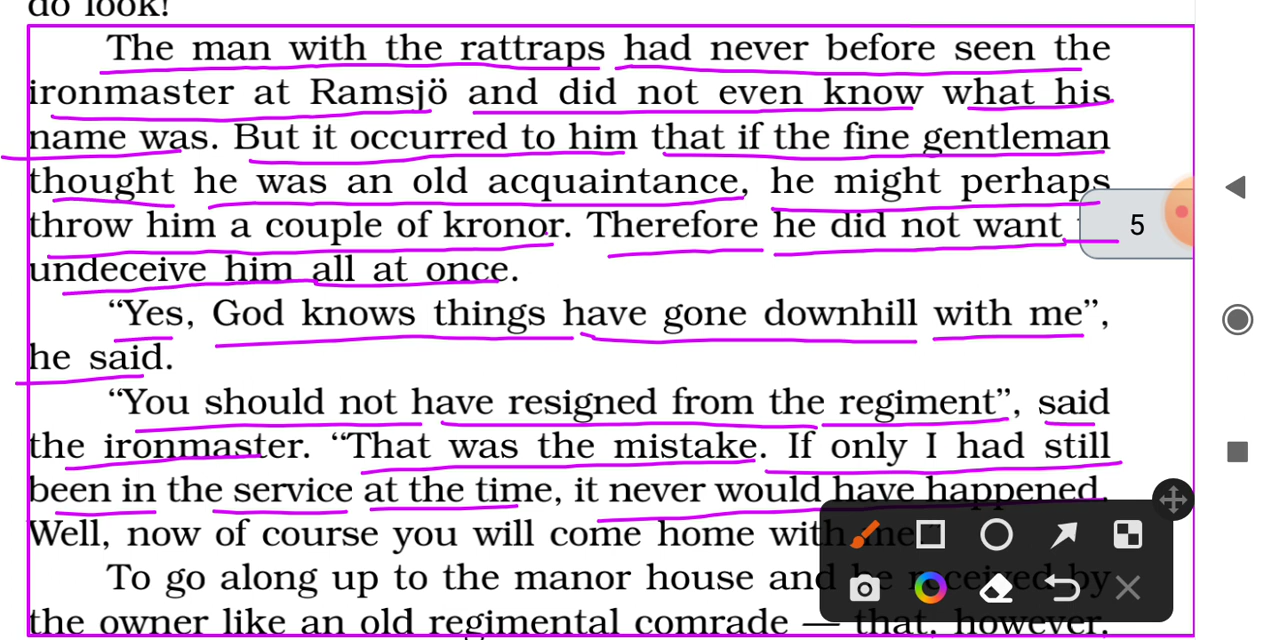 do look!
The man with the rattraps had never before seen the
ironmaster at Ramsjö and did not even know what his
name was. But it occurred to him that if the fine gentleman
thought he was an old acquaintance, he might perhaps
throw him a couple of kronor. Therefore he did not want
5
undeceive him all at once.
“Yes, God knows things have gone downhill with me”,
he said.
“You should not have resigned from the regiment”, said
the ironmaster. “That was the mistake. If only I had still
been in the service at the time, it never would have happened.
Well, now of course you will come home with me”
To go along up to the manor house and be received by
the owner like an old regimental comrade — that, however,